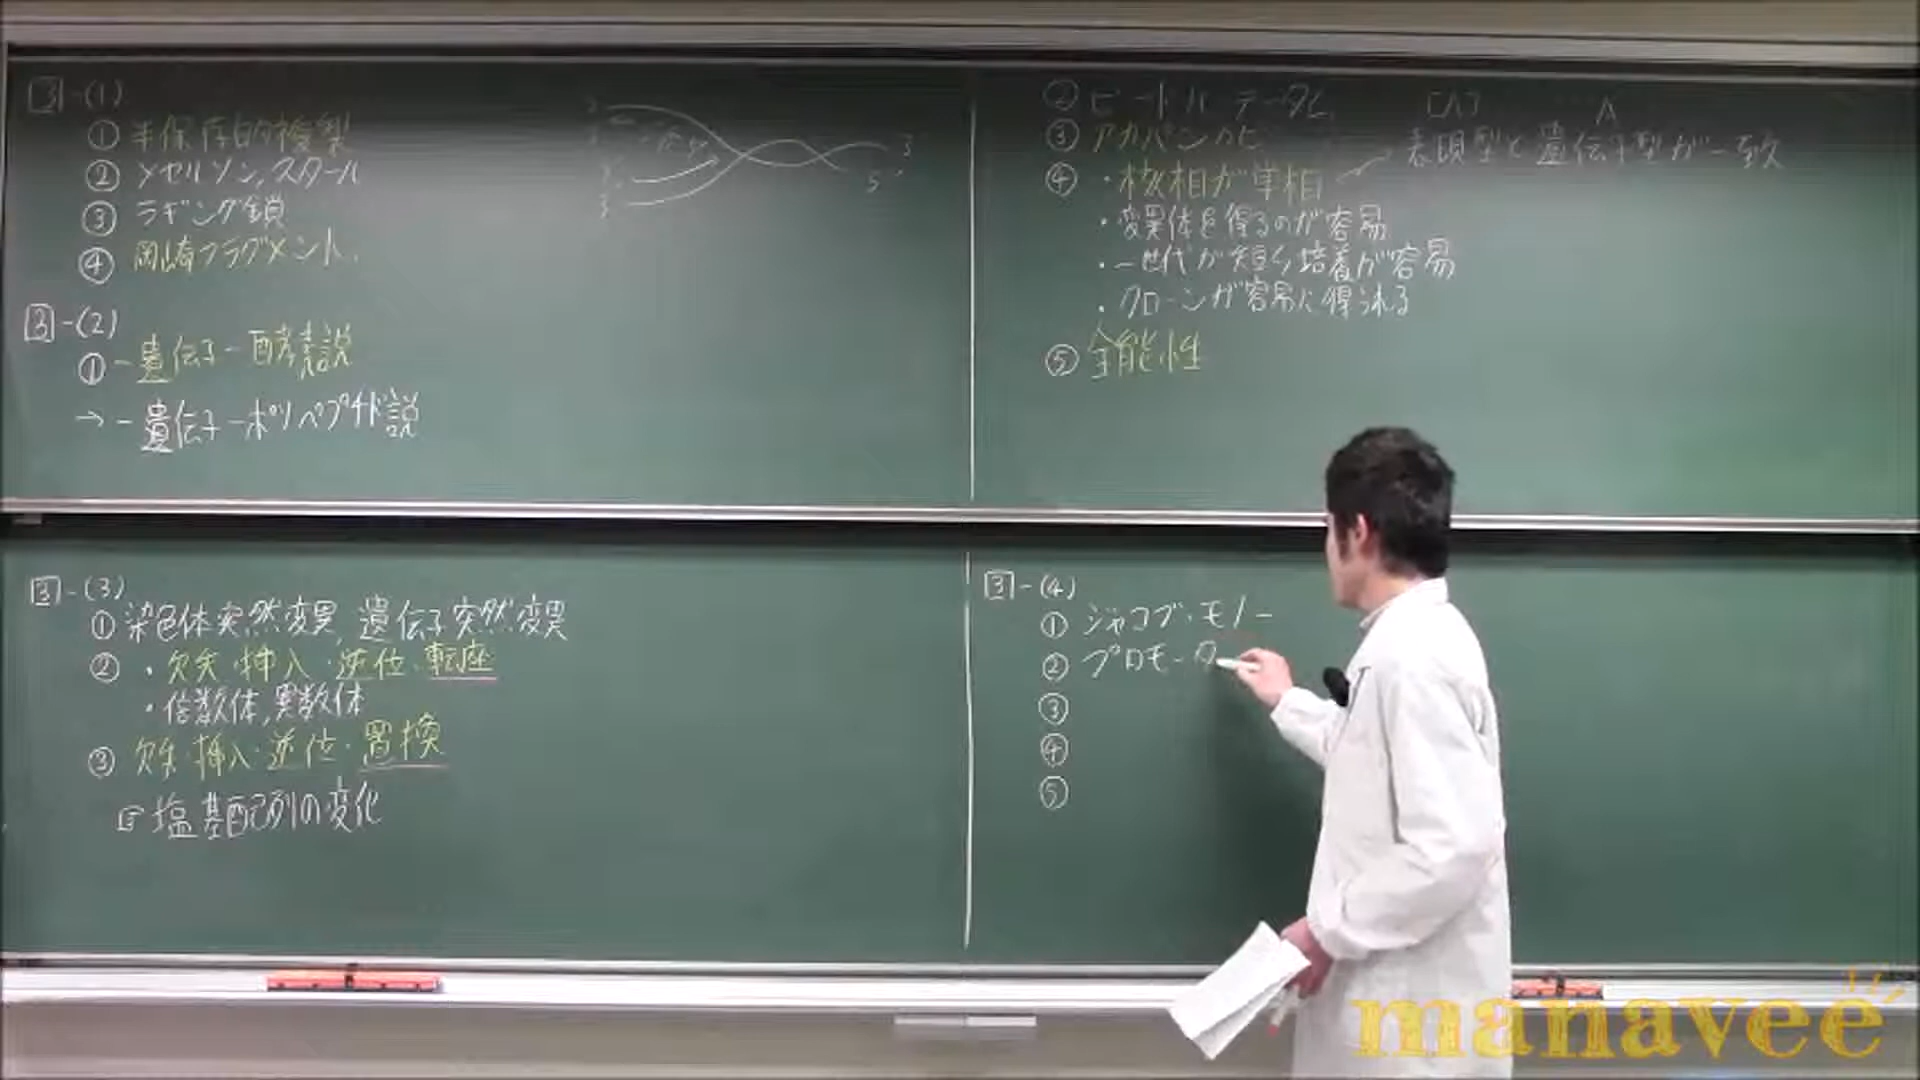 3-(1)
① 半保存的複製
② メセルソン,スタール
③ ラギング鎖
④ 岡崎フラグメント.
3-(2)
① 一遺伝子一酵素説
→ 一遺伝子一ポリペプチド説
② ビードル・テータム
③ アカパンカビ
[A] A
④ ・核相が単相
表現型と遺伝子型が一致
・変異体を得るのが容易
・一世代が短く培養が容易
・クローンが容易に得られる
⑤ 全能性
3-(3)
① 染色体突然変異, 遺伝子突然変異
② ・欠失・挿入・逆位・転座
・倍数体,異数体
③ 欠失・挿入・逆位・置換
塩基配列の変化
3-(4)
① ジャコブ・モノー
② プロモータ
③
④
⑤
manavee